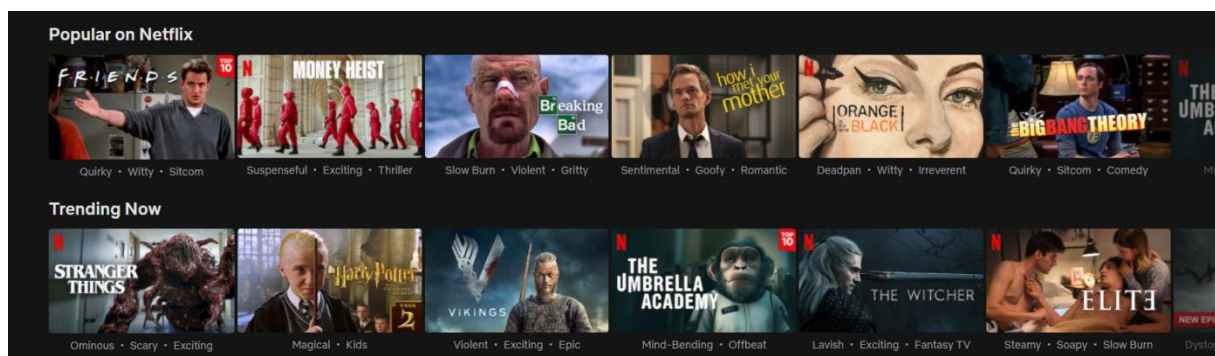 Popular on Netflix
F·R·I·E·N·D·S
TOP 10
N
MONEY HEIST
Breaking
Bad
how i
met your
mother
N
ORANGE
BLACK
the BIG BANG THEORY
N
THE
UMB
Quirky • Witty • Sitcom
Suspenseful • Exciting • Thriller
Slow Burn • Violent • Gritty
Sentimental • Goofy • Romantic
Deadpan • Witty • Irreverent
Quirky • Sitcom • Comedy
Mi
Trending Now
N
STRANGER
THINGS
Harry Potter
YEAR
2
VIKINGS
N
THE
UMBRELLA
ACADEMY
TOP 10
N
THE WITCHER
N
ELITE
NEW EPI
Ominous • Scary • Exciting
Magical • Kids
Violent • Exciting • Epic
Mind-Bending • Offbeat
Lavish • Exciting • Fantasy TV
Steamy • Soapy • Slow Burn
Dystop